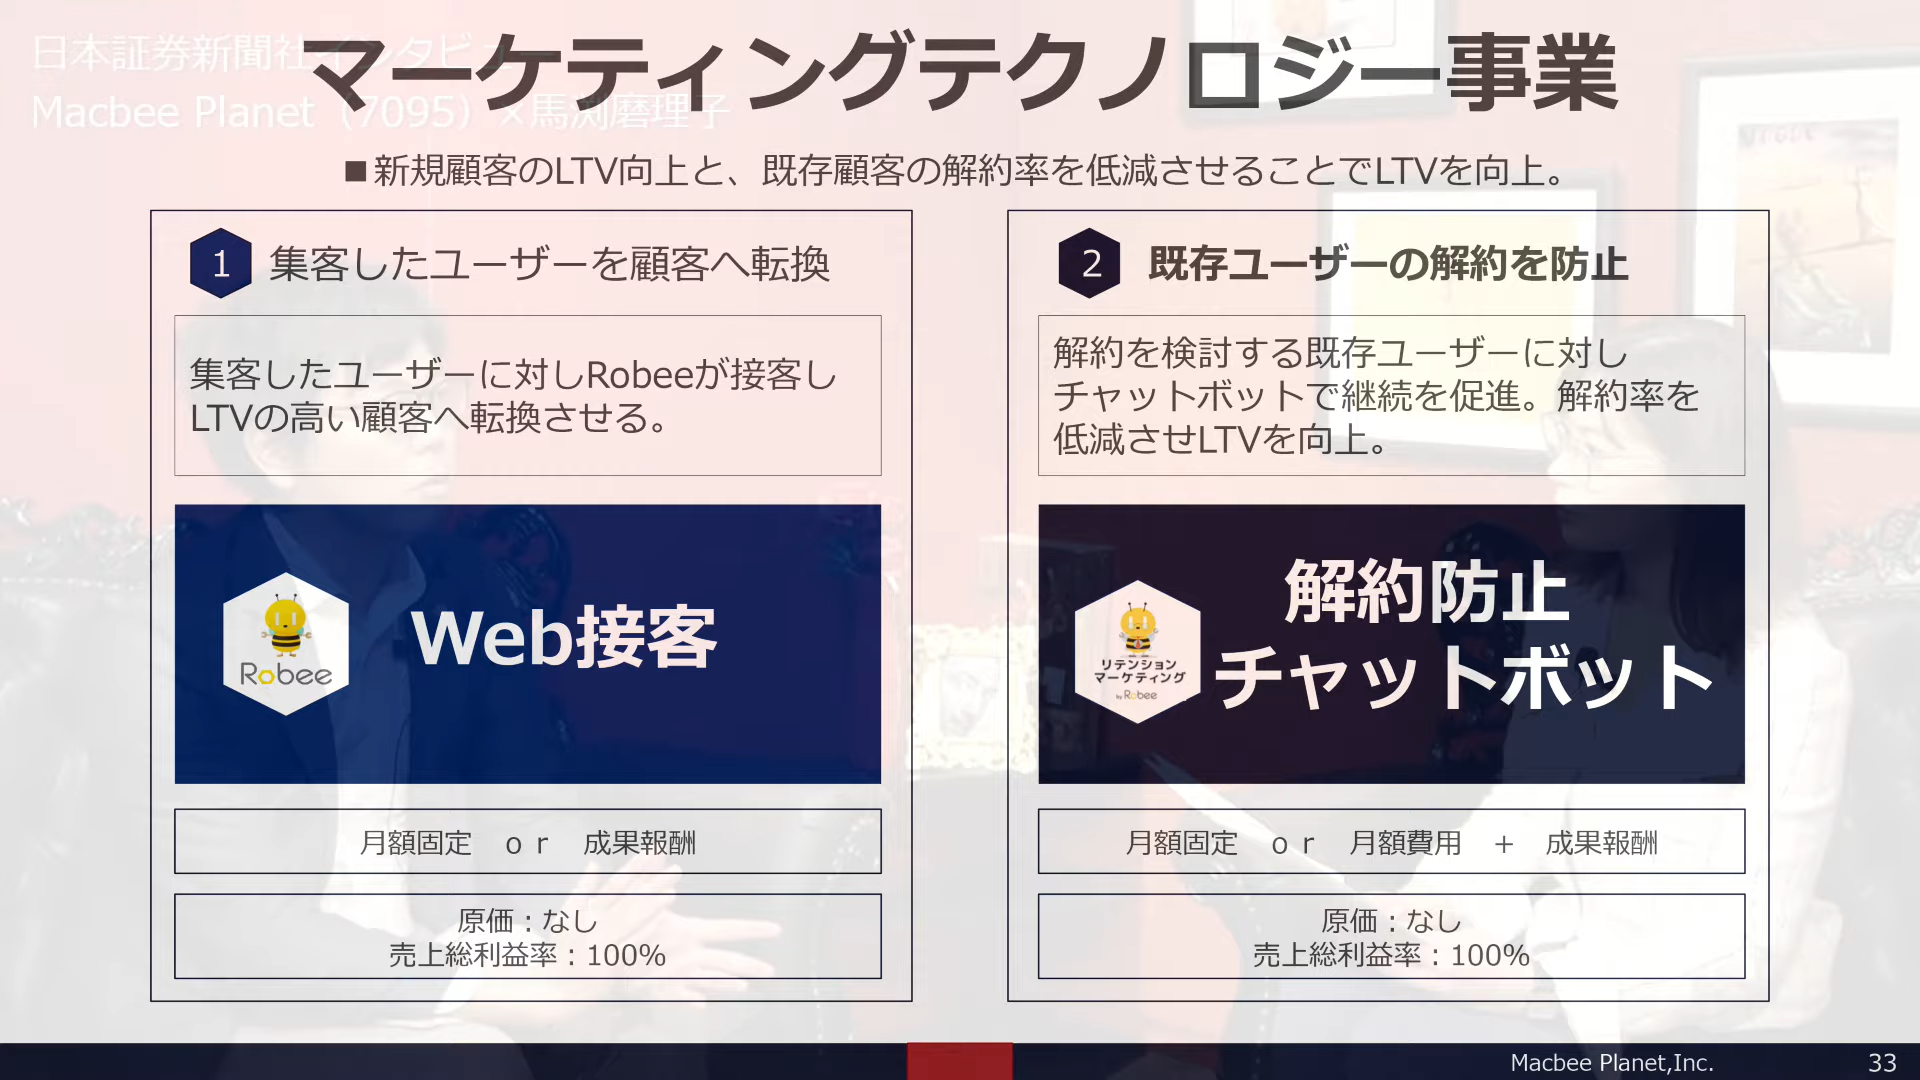 日本証券新聞社インタビュー
Macbee Planet（7095）×馬渕磨理子
マーケティングテクノロジー事業
■新規顧客のLTV向上と、既存顧客の解約率を低減させることでLTVを向上。
1 集客したユーザーを顧客へ転換
集客したユーザーに対しRobeeが接客し
LTVの高い顧客へ転換させる。
Robee
Web接客
月額固定　ｏｒ　成果報酬
原価：なし
売上総利益率：100%
2 既存ユーザーの解約を防止
解約を検討する既存ユーザーに対し
チャットボットで継続を促進。解約率を
低減させLTVを向上。
リテンション
マーケティング
by Robee
解約防止
チャットボット
月額固定　ｏｒ　月額費用　＋　成果報酬
原価：なし
売上総利益率：100%
Macbee Planet,Inc.
33